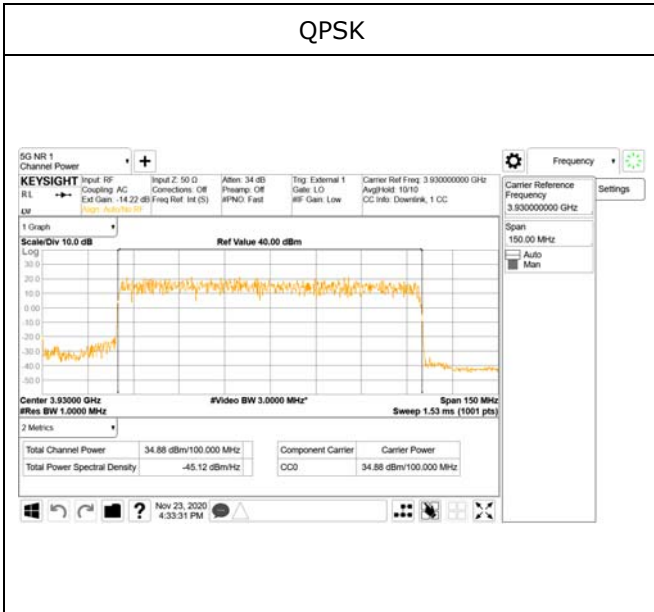 QPSK
5G NR 1
Channel Power
+
Frequency
Settings
KEYSIGHT Input: RF Input Z: 50 Ω Atten: 34 dB Trig: External 1 Carrier Ref Freq: 3.930000000 GHz
RL Coupling: AC Corrections: Off Preamp: Off Gate: LO Avg|Hold: 10/10
Ext Gain: -14.22 dB Freq Ref: Int (S) #PNO: Fast #IF Gain: Low CC Info: Downlink, 1 CC
Align: Auto/No RF
Carrier Reference
Frequency
3.930000000 GHz
Span
150.00 MHz
Auto
Man
1 Graph
Scale/Div 10.0 dB Ref Value 40.00 dBm
Log
30.0
20.0
10.0
0.00
-10.0
-20.0
-30.0
-40.0
-50.0
Center 3.93000 GHz #Video BW 3.0000 MHz* Span 150 MHz
#Res BW 1.0000 MHz Sweep 1.53 ms (1001 pts)
2 Metrics
Total Channel Power 34.88 dBm/100.000 MHz Component Carrier Carrier Power
Total Power Spectral Density -45.12 dBm/Hz CC0 34.88 dBm/100.000 MHz
? Nov 23, 2020
4:33:31 PM